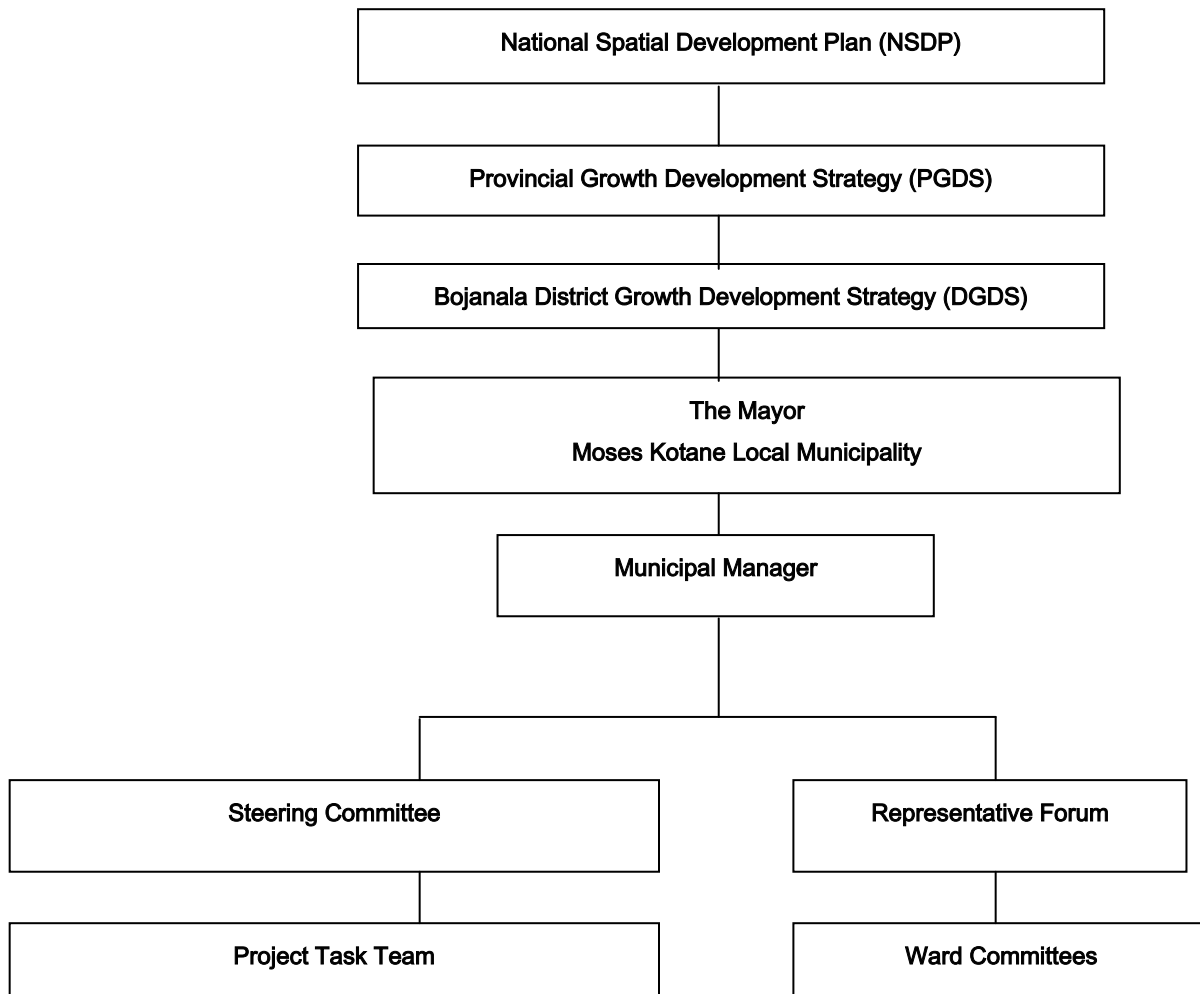 National Spatial Development Plan (NSDP)
Provincial Growth Development Strategy (PGDS)
Bojanala District Growth Development Strategy (DGDS)
The Mayor
Moses Kotane Local Municipality
Municipal Manager
Steering Committee
Representative Forum
Project Task Team
Ward Committees